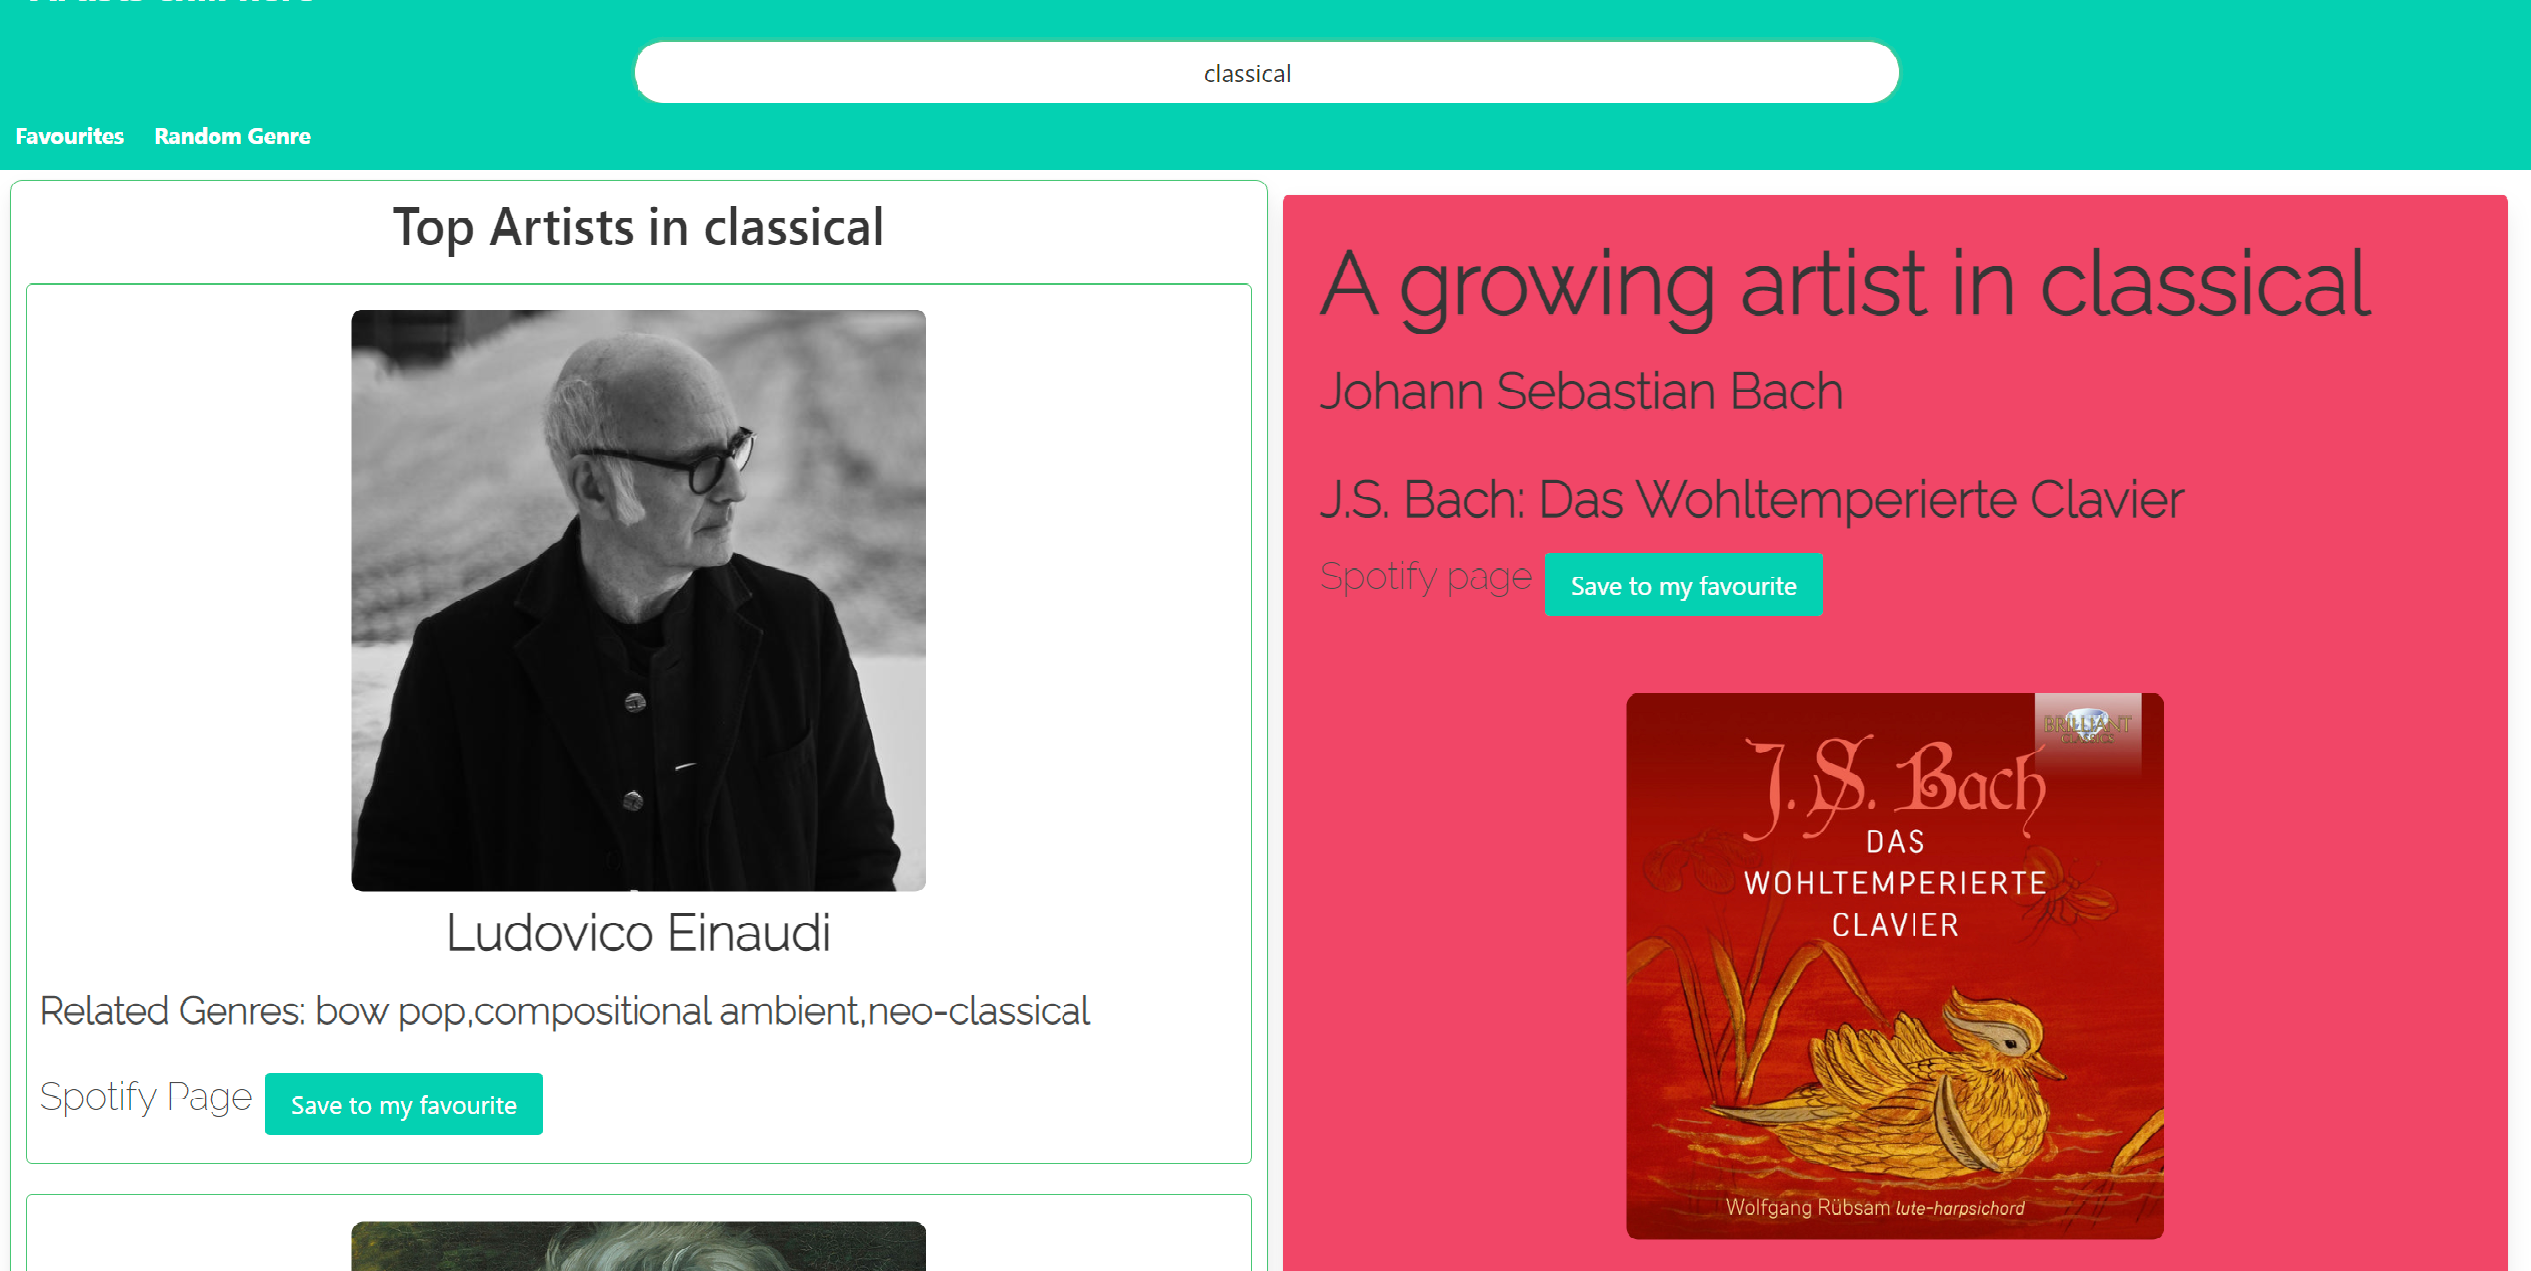 classical
Favourites Random Genre
Top Artists in classical
Ludovico Einaudi
Related Genres: bow pop,compositional ambient,neo-classical
Spotify Page Save to my favourite
A growing artist in classical
Johann Sebastian Bach
J.S. Bach: Das Wohltemperierte Clavier
Spotify page Save to my favourite
BRILLIANT
CLASSICS
J.S. Bach
DAS
WOHLTEMPERIERTE
CLAVIER
Wolfgang Rübsam lute-harpsichord